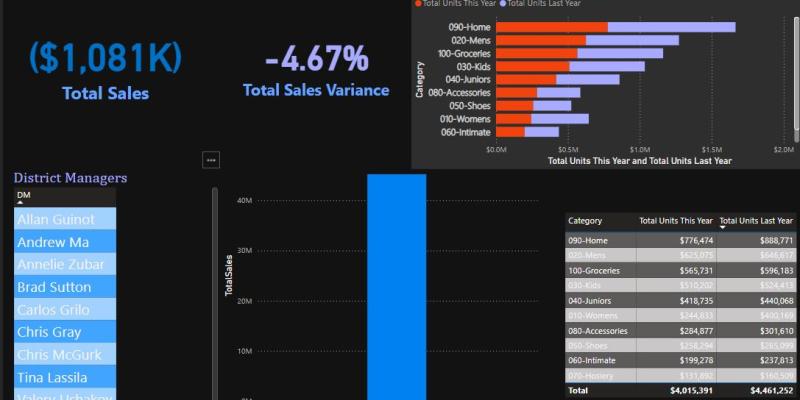 ($1,081K)
Total Sales
-4.67%
Total Sales Variance
Total Units This Year Total Units Last Year
Category
090-Home
020-Mens
100-Groceries
030-Kids
040-Juniors
080-Accessories
050-Shoes
010-Womens
060-Intimate
$0.0M $0.5M $1.0M $1.5M $2.0M
Total Units This Year and Total Units Last Year
District Managers
DM
Allan Guinot
Andrew Ma
Annelie Zubar
Brad Sutton
Carlos Grilo
Chris Gray
Chris McGurk
Tina Lassila
Valery Ushakov
TotalSales
40M
30M
20M
10M
Category Total Units This Year Total Units Last Year
090-Home $776,474 $888,771
020-Mens $625,075 $646,617
100-Groceries $565,731 $596,183
030-Kids $510,202 $524,413
040-Juniors $418,735 $440,068
010-Womens $244,833 $400,169
080-Accessories $284,877 $301,610
050-Shoes $258,294 $265,099
060-Intimate $199,278 $237,813
070-Hosiery $131,892 $160,509
Total $4,015,391 $4,461,252